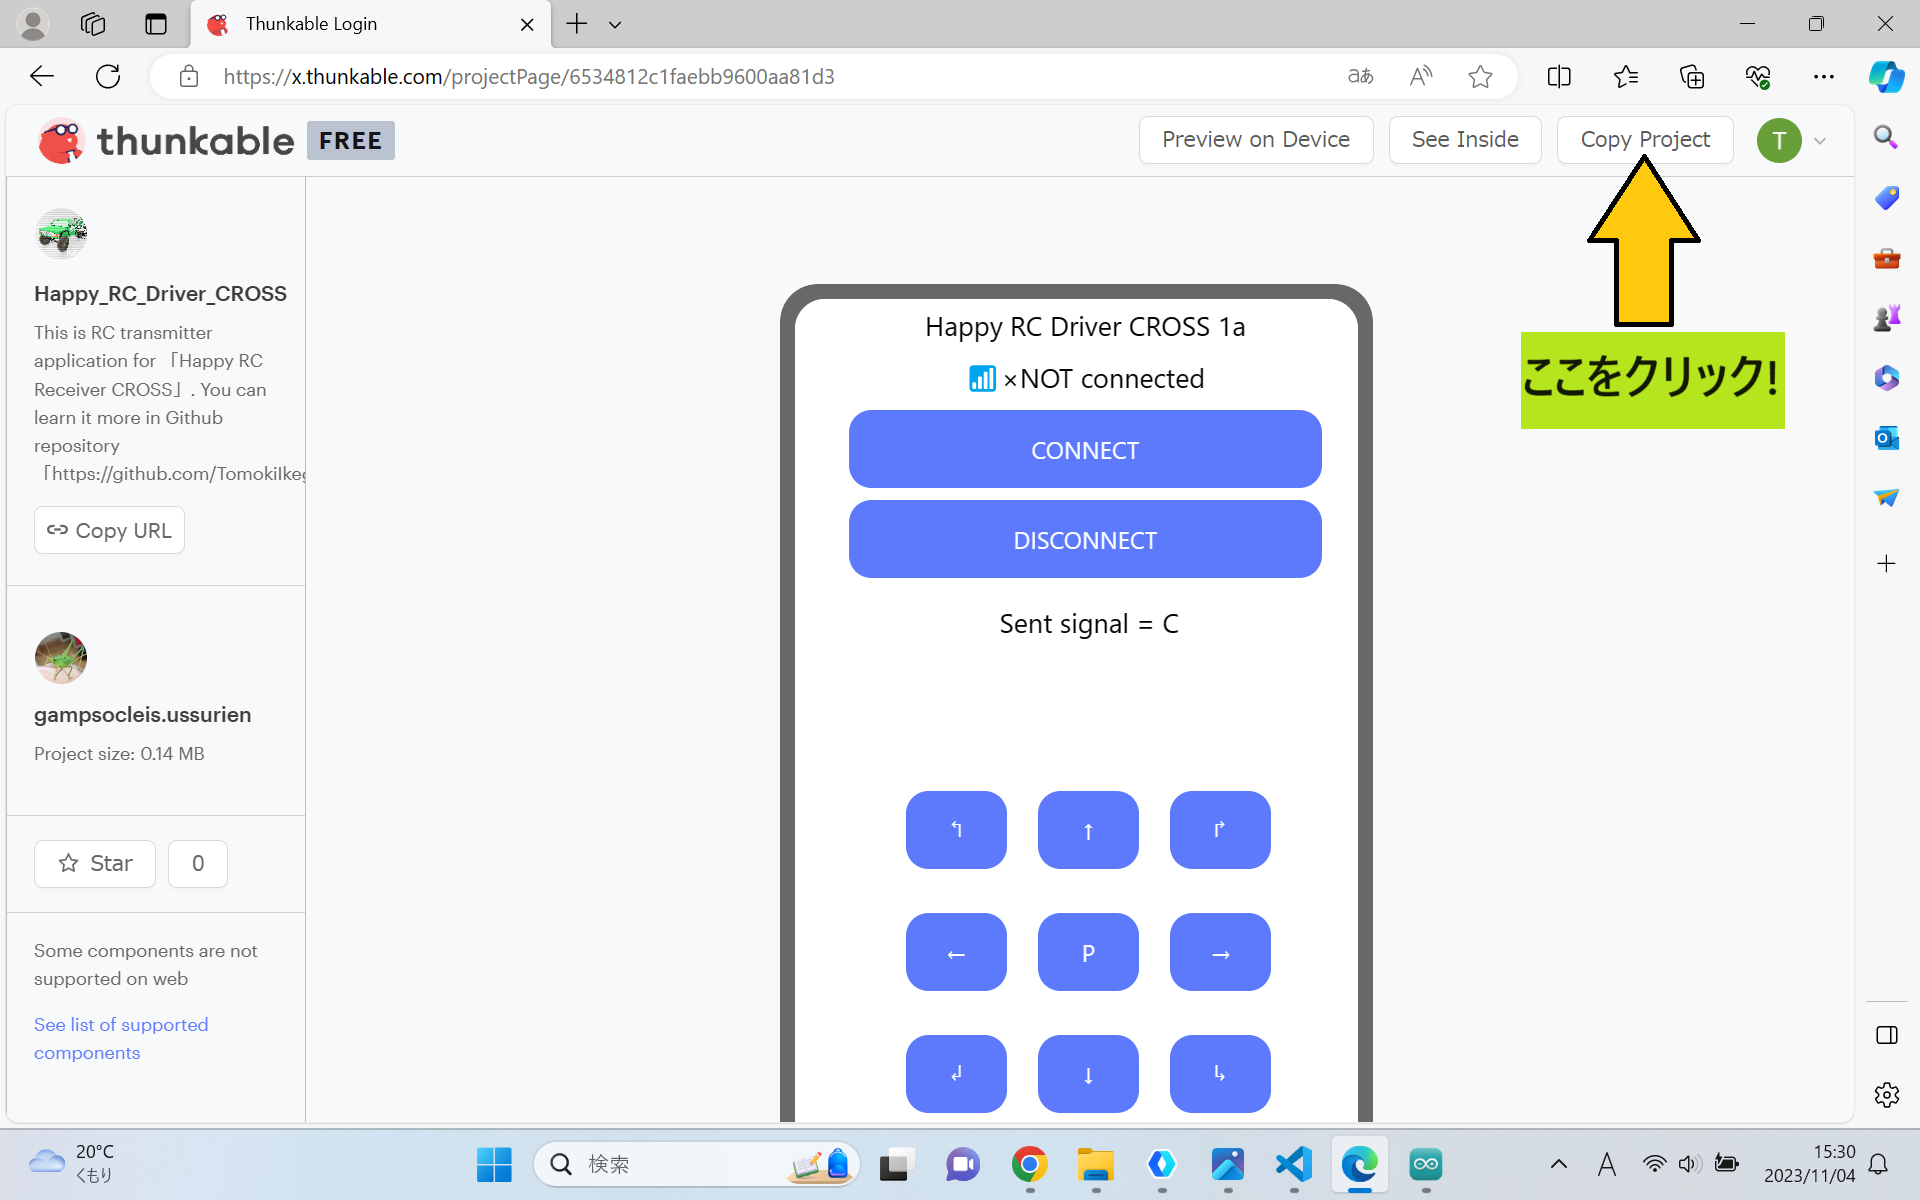 Thunkable Login
https://x.thunkable.com/projectPage/6534812c1faebb9600aa81d3
thunkable FREE
Preview on Device
See Inside
Copy Project
T
Happy_RC_Driver_CROSS
This is RC transmitter
application for 「Happy RC
Receiver CROSS」. You can
learn it more in Github
repository
「https://github.com/TomokiIke
Copy URL
gampsocleis.ussurien
Project size: 0.14 MB
Star
0
Some components are not
supported on web
See list of supported
components
Happy RC Driver CROSS 1a
📶×NOT connected
CONNECT
DISCONNECT
Sent signal = C
↰ ↑ ↱
← P →
↲ ↓ ↳
ここをクリック!
20°C
くもり
検索
A
15:30
2023/11/04